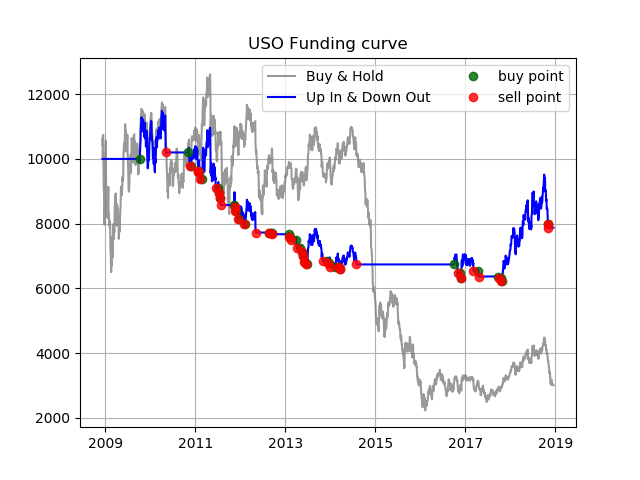 USO Funding curve
Buy & Hold
Up In & Down Out
buy point
sell point
12000
10000
8000
6000
4000
2000
2009 2011 2013 2015 2017 2019